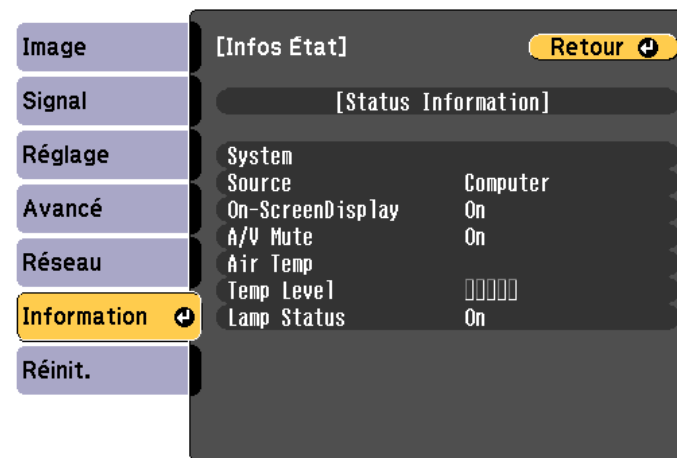 Image
Signal
Réglage
Avancé
Réseau
Information
Réinit.
[Infos État]
Retour
[Status Information]
System
Source Computer
On-ScreenDisplay On
A/V Mute On
Air Temp
Temp Level
Lamp Status On